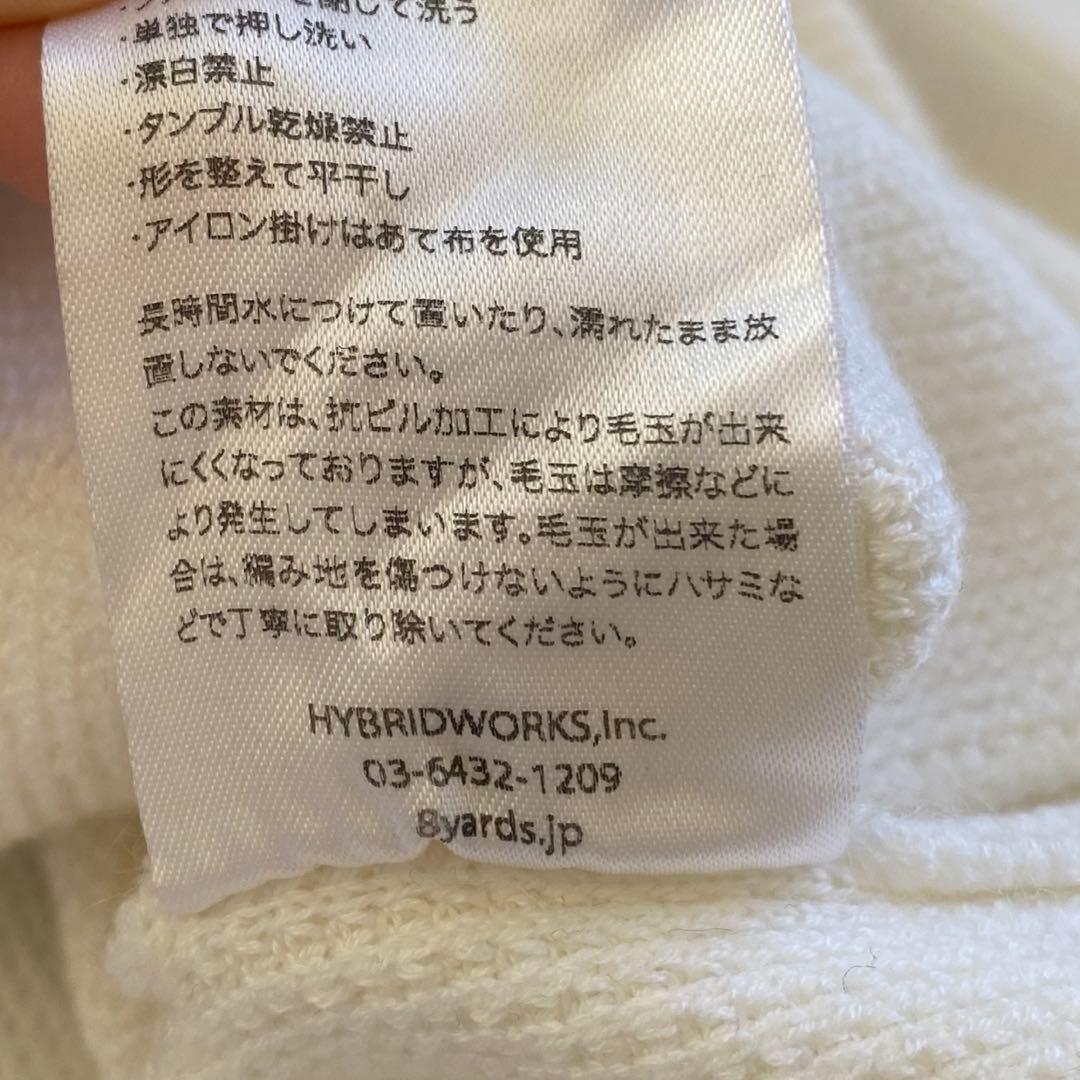 を閉じて洗う
・単独で押し洗い
・漂白禁止
・タンブル乾燥禁止
・形を整えて平干し
・アイロン掛けはあて布を使用
長時間水につけて置いたり、濡れたまま放
置しないでください。
この素材は、抗ピル加工により毛玉が出来
にくくなっておりますが、毛玉は摩擦などに
より発生してしまいます。毛玉が出来た場
合は、編み地を傷つけないようにハサミな
どで丁寧に取り除いてください。
HYBRIDWORKS,Inc.
03-6432-1209
8yards.jp